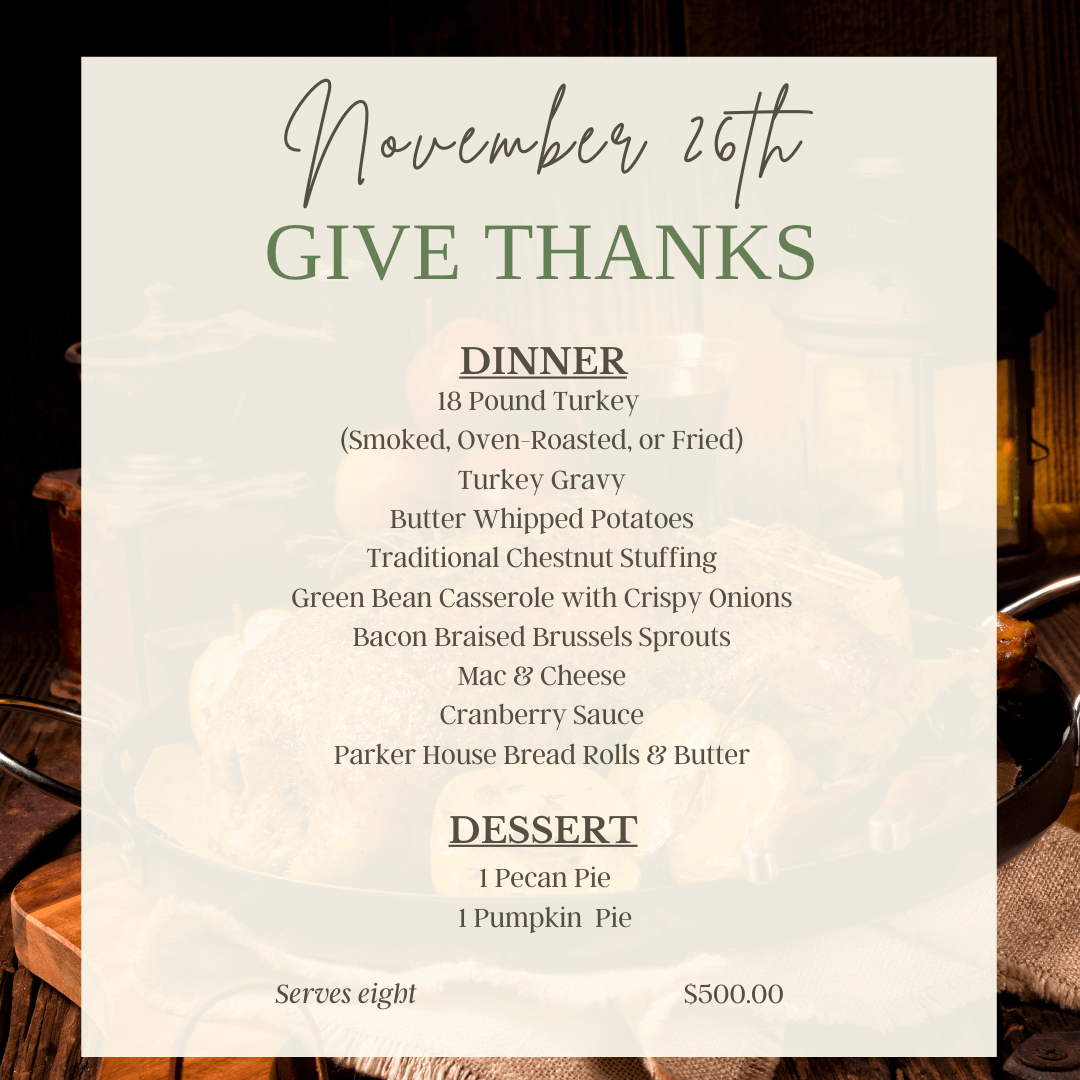 November 26th
GIVE THANKS
DINNER
18 Pound Turkey
(Smoked, Oven-Roasted, or Fried)
Turkey Gravy
Butter Whipped Potatoes
Traditional Chestnut Stuffing
Green Bean Casserole with Crispy Onions
Bacon Braised Brussels Sprouts
Mac & Cheese
Cranberry Sauce
Parker House Bread Rolls & Butter
DESSERT
1 Pecan Pie
1 Pumpkin Pie
Serves eight $500.00